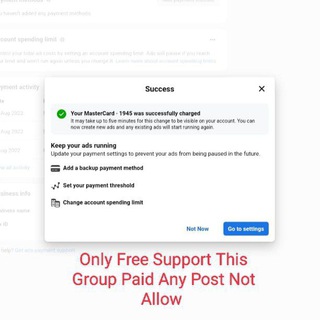 Success
Your MasterCard · 1945 was successfully charged
It may take up to five minutes for this change to be visible on your account. You can
now create new ads and any existing ads will start running again.
Keep your ads running
Update your payment settings to prevent your ads from being paused in the future.
Add a backup payment method
Set your payment threshold
Change account spending limit
Not Now
Go to settings
Only Free Support This
Group Paid Any Post Not
Allow